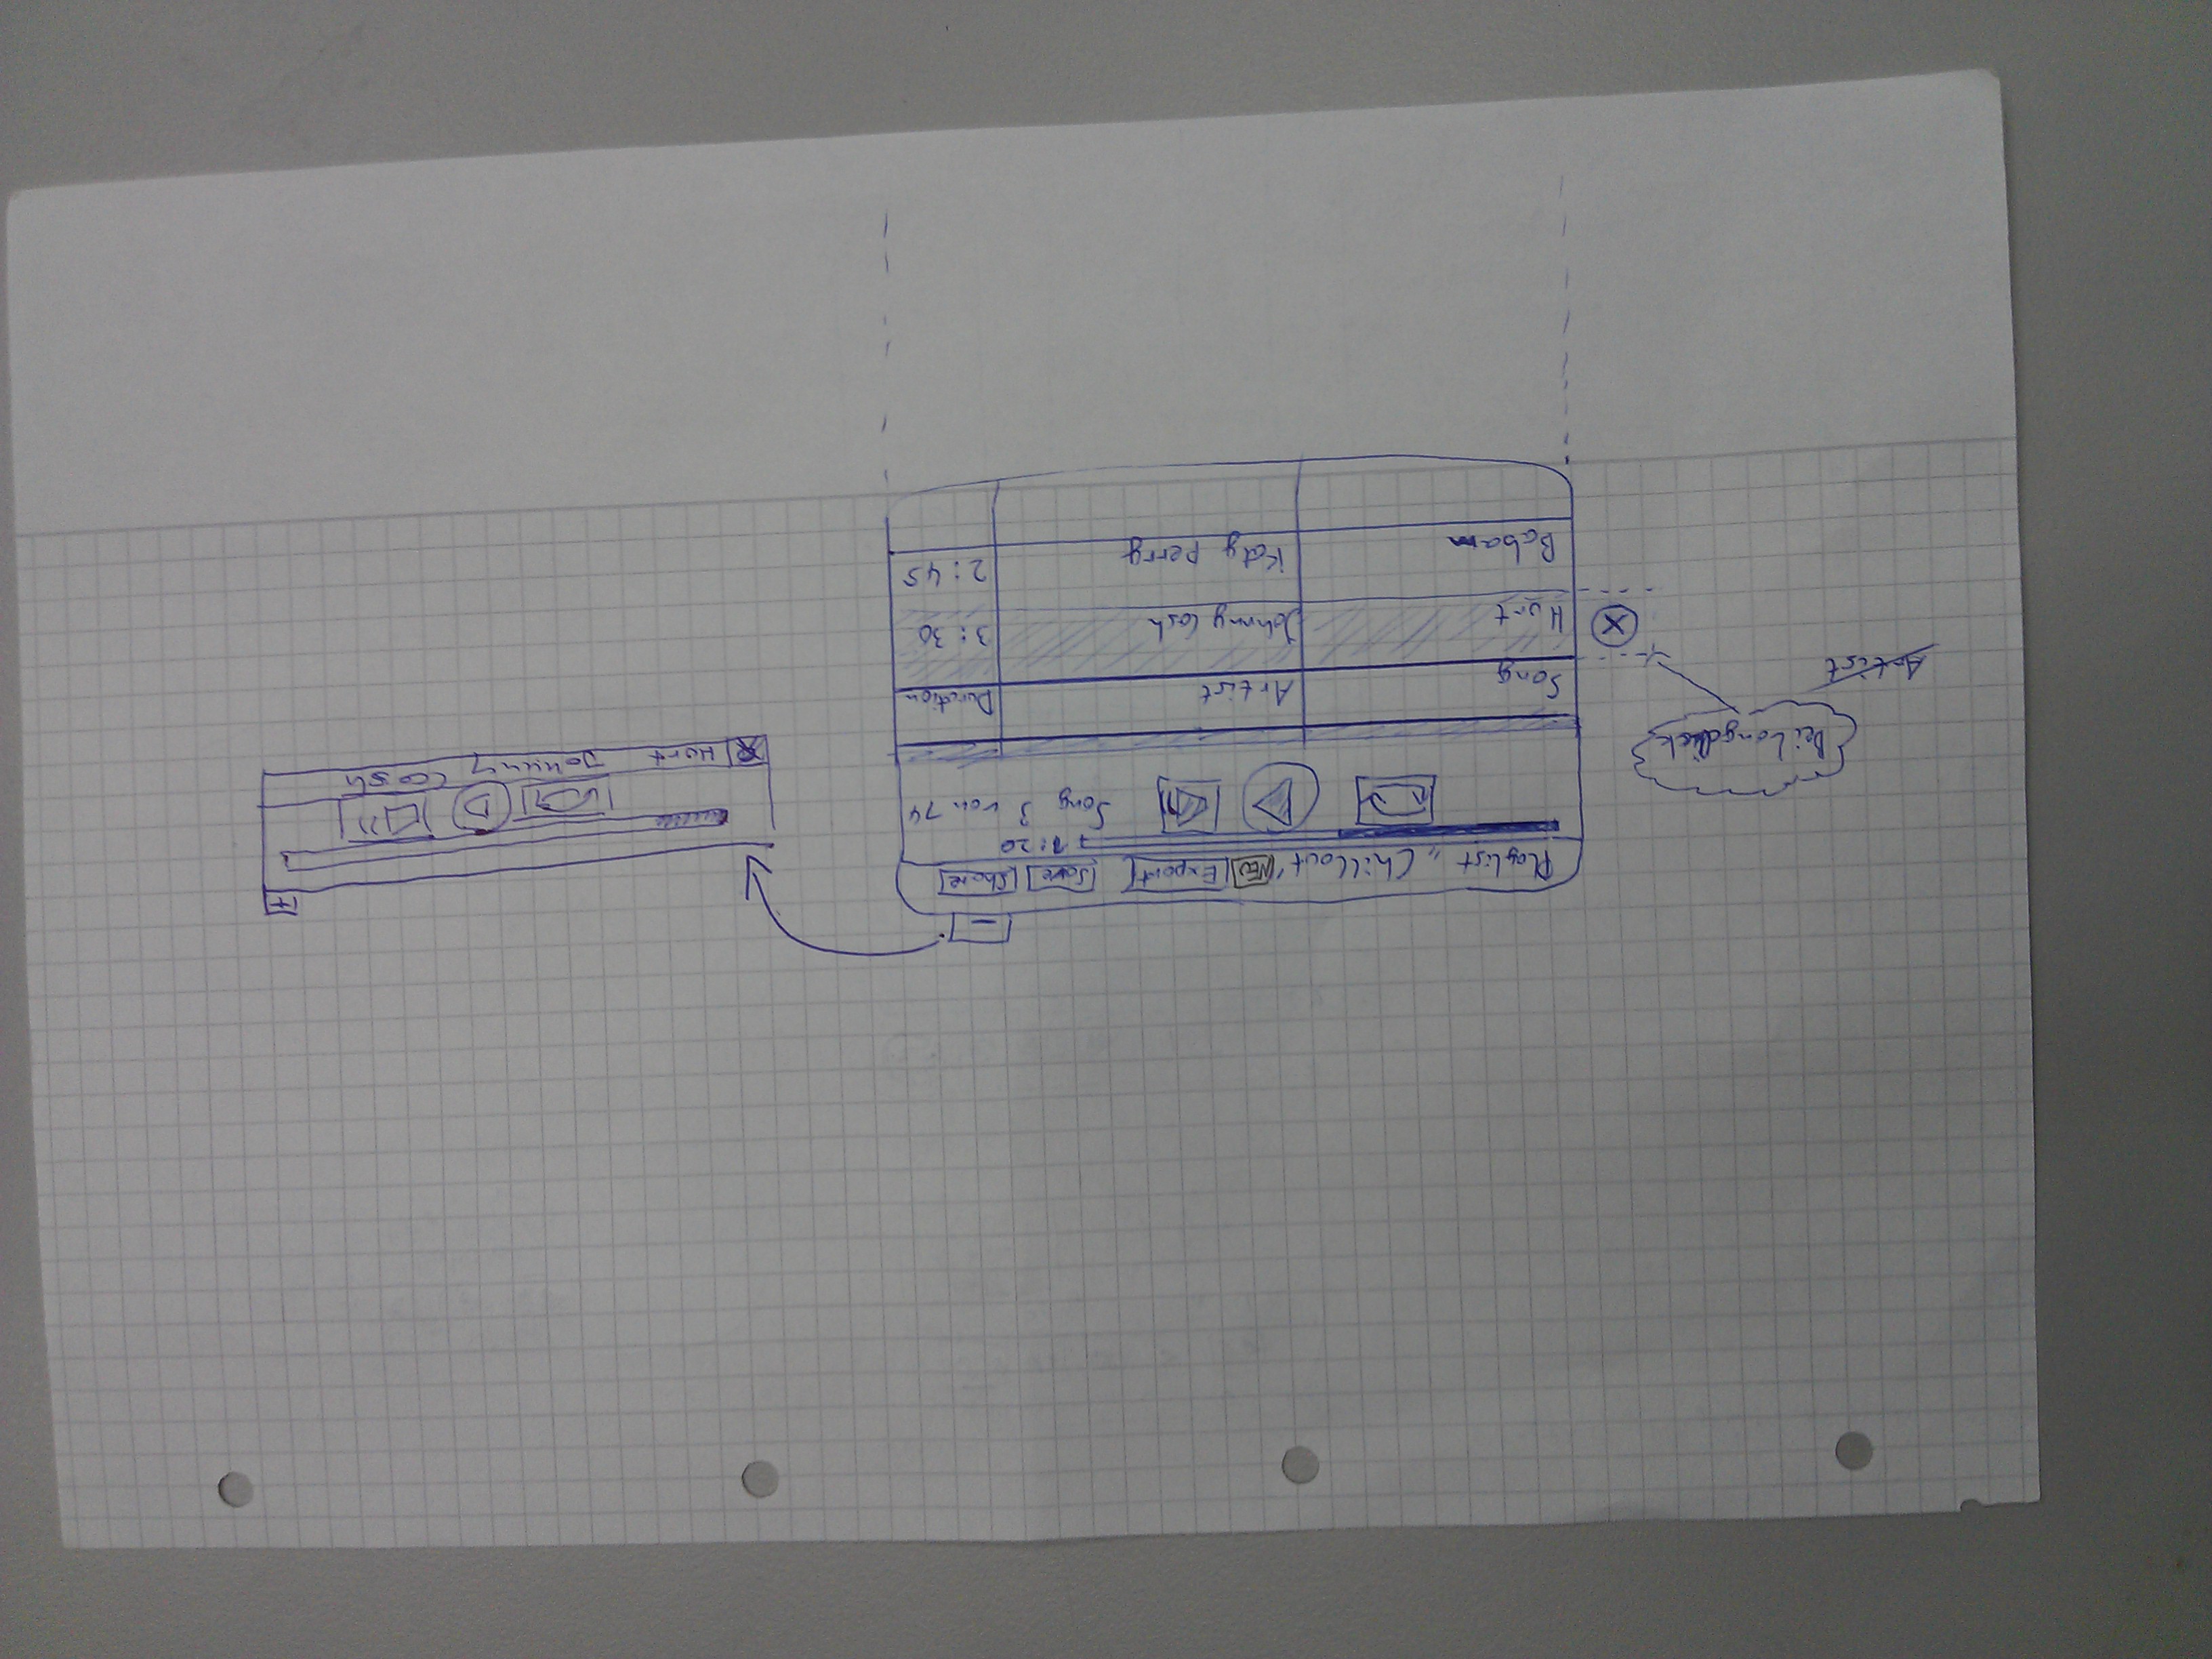 Playlist „Chillout“ New Export Save Share
1:20
Song 3 von 74
Song Artist Duration
Hurt Johnny Cash 3:30
Babam Katy Perry 2:45
X
Artist
Bei Longclick
-
+
X Hurt Johnny Cash